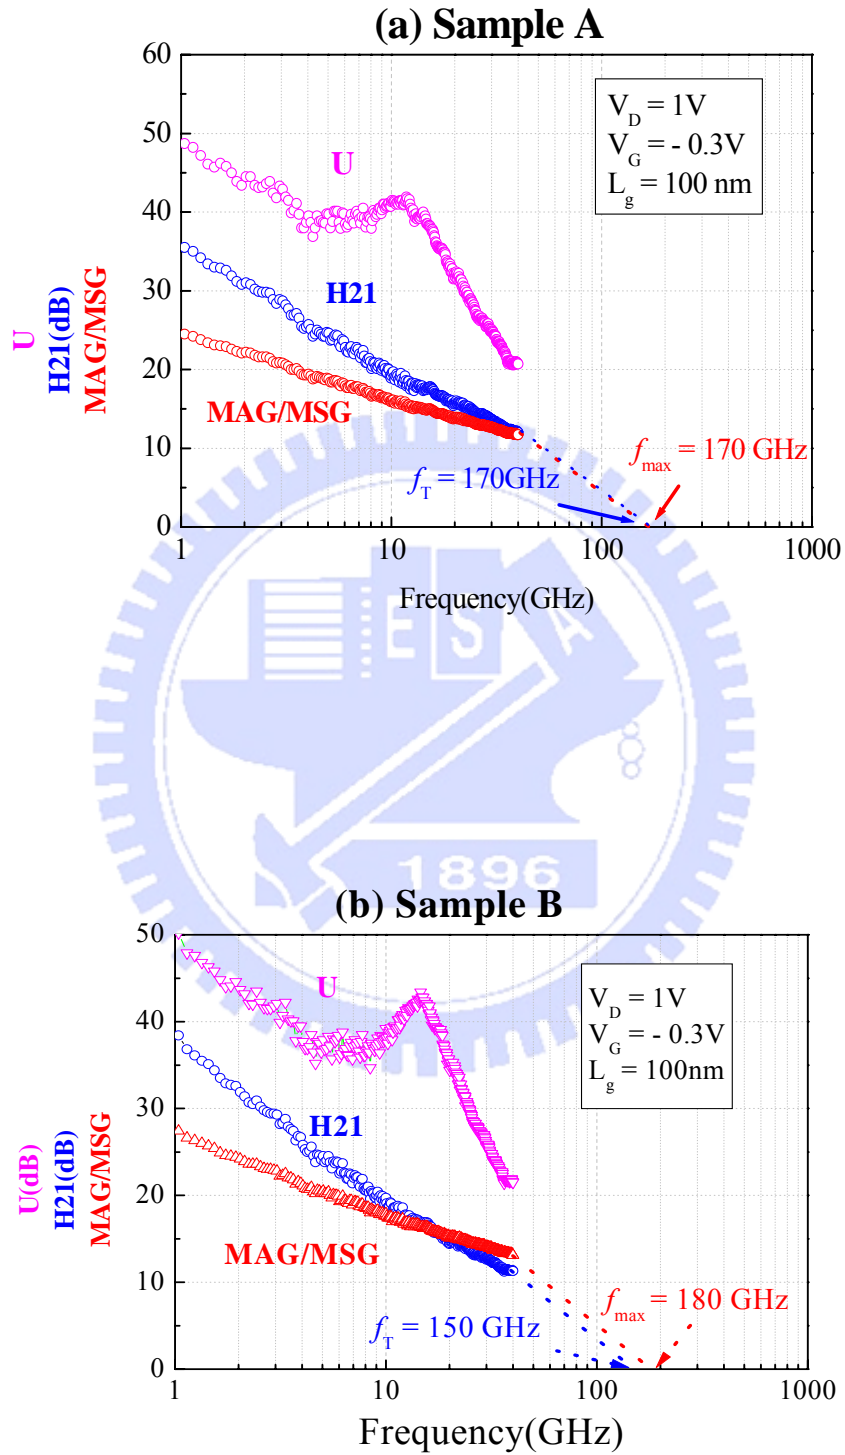 (a) Sample A
60
50
40
30
20
10
0
U
H21(dB)
MAG/MSG
V_D = 1V
V_G = - 0.3V
L_g = 100 nm
U
H21
MAG/MSG
f_T = 170GHz
f_max = 170 GHz
1 10 100 1000
Frequency(GHz)
E S A
1896
(b) Sample B
50
40
30
20
10
0
U(dB)
H21(dB)
MAG/MSG
V_D = 1V
V_G = - 0.3V
L_g = 100nm
U
H21
MAG/MSG
f_T = 150 GHz
f_max = 180 GHz
1 10 100 1000
Frequency(GHz)